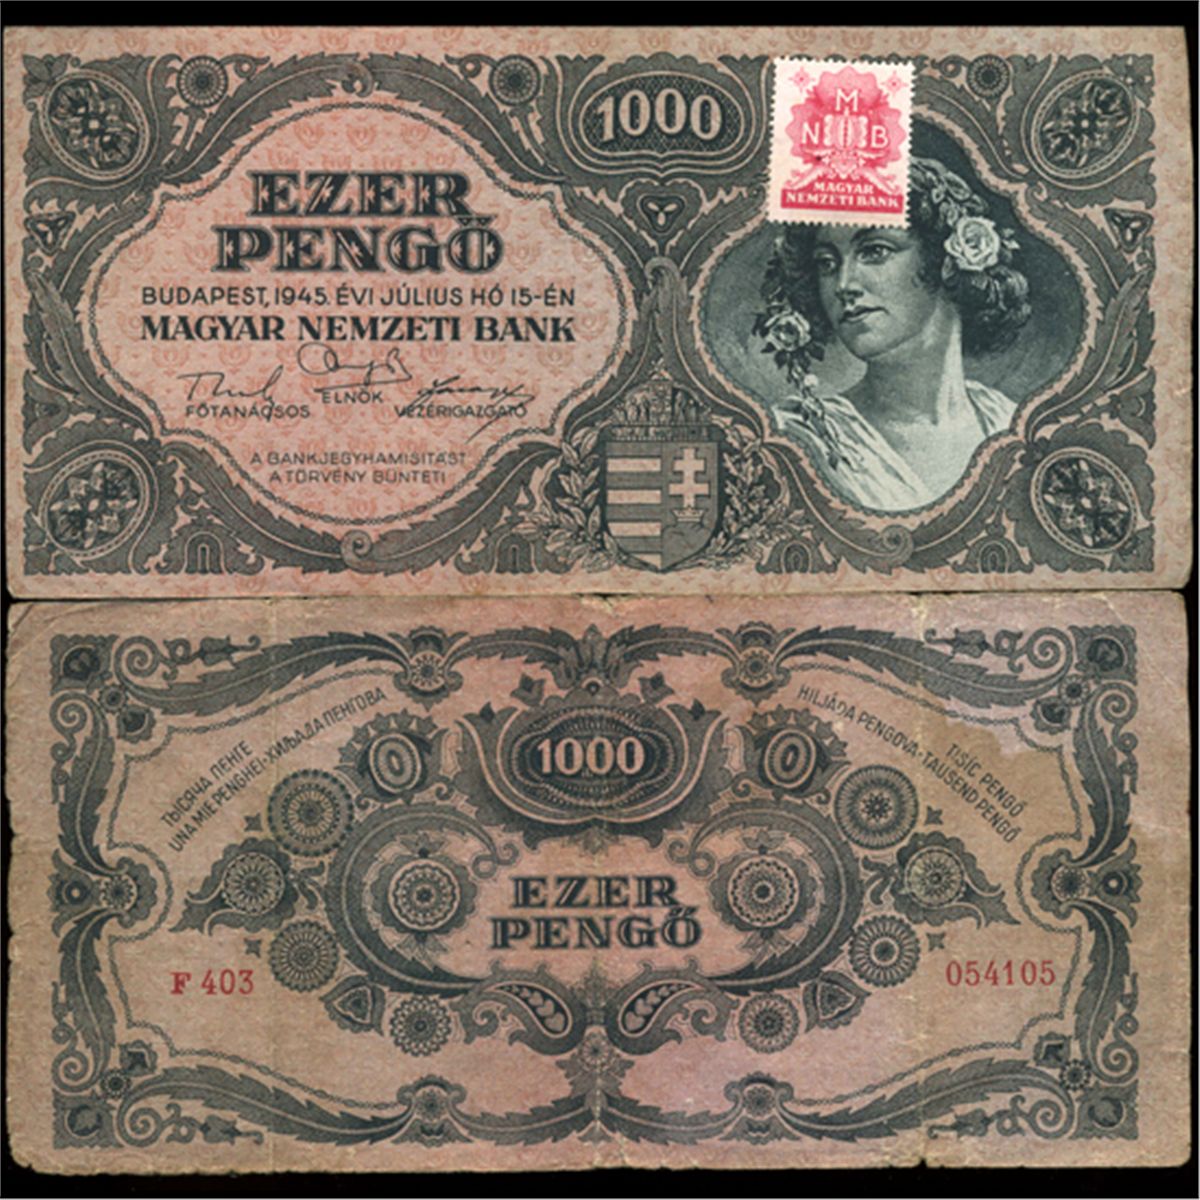 1000
M
N B
MAGYAR
NEMZETI BANK
EZER
PENGŐ
BUDAPEST, 1945. ÉVI JÚLIUS HÓ 15-ÉN
MAGYAR NEMZETI BANK
FŐTANÁCSOS
ELNÖK
VEZÉRIGAZGATÓ
A BANKJEGYHAMISÍTÁST
A TÖRVÉNY BÜNTETI
ТЫСЯЧА ПЕНГЕ
UNA MIE PENGHEI-ХИЉАДА ПЕНГОВА
HILJADA PENGOVA-TAUSEND PENGŐ
TISÍC PENGŐ
1000
EZER
PENGŐ
F 403
054105